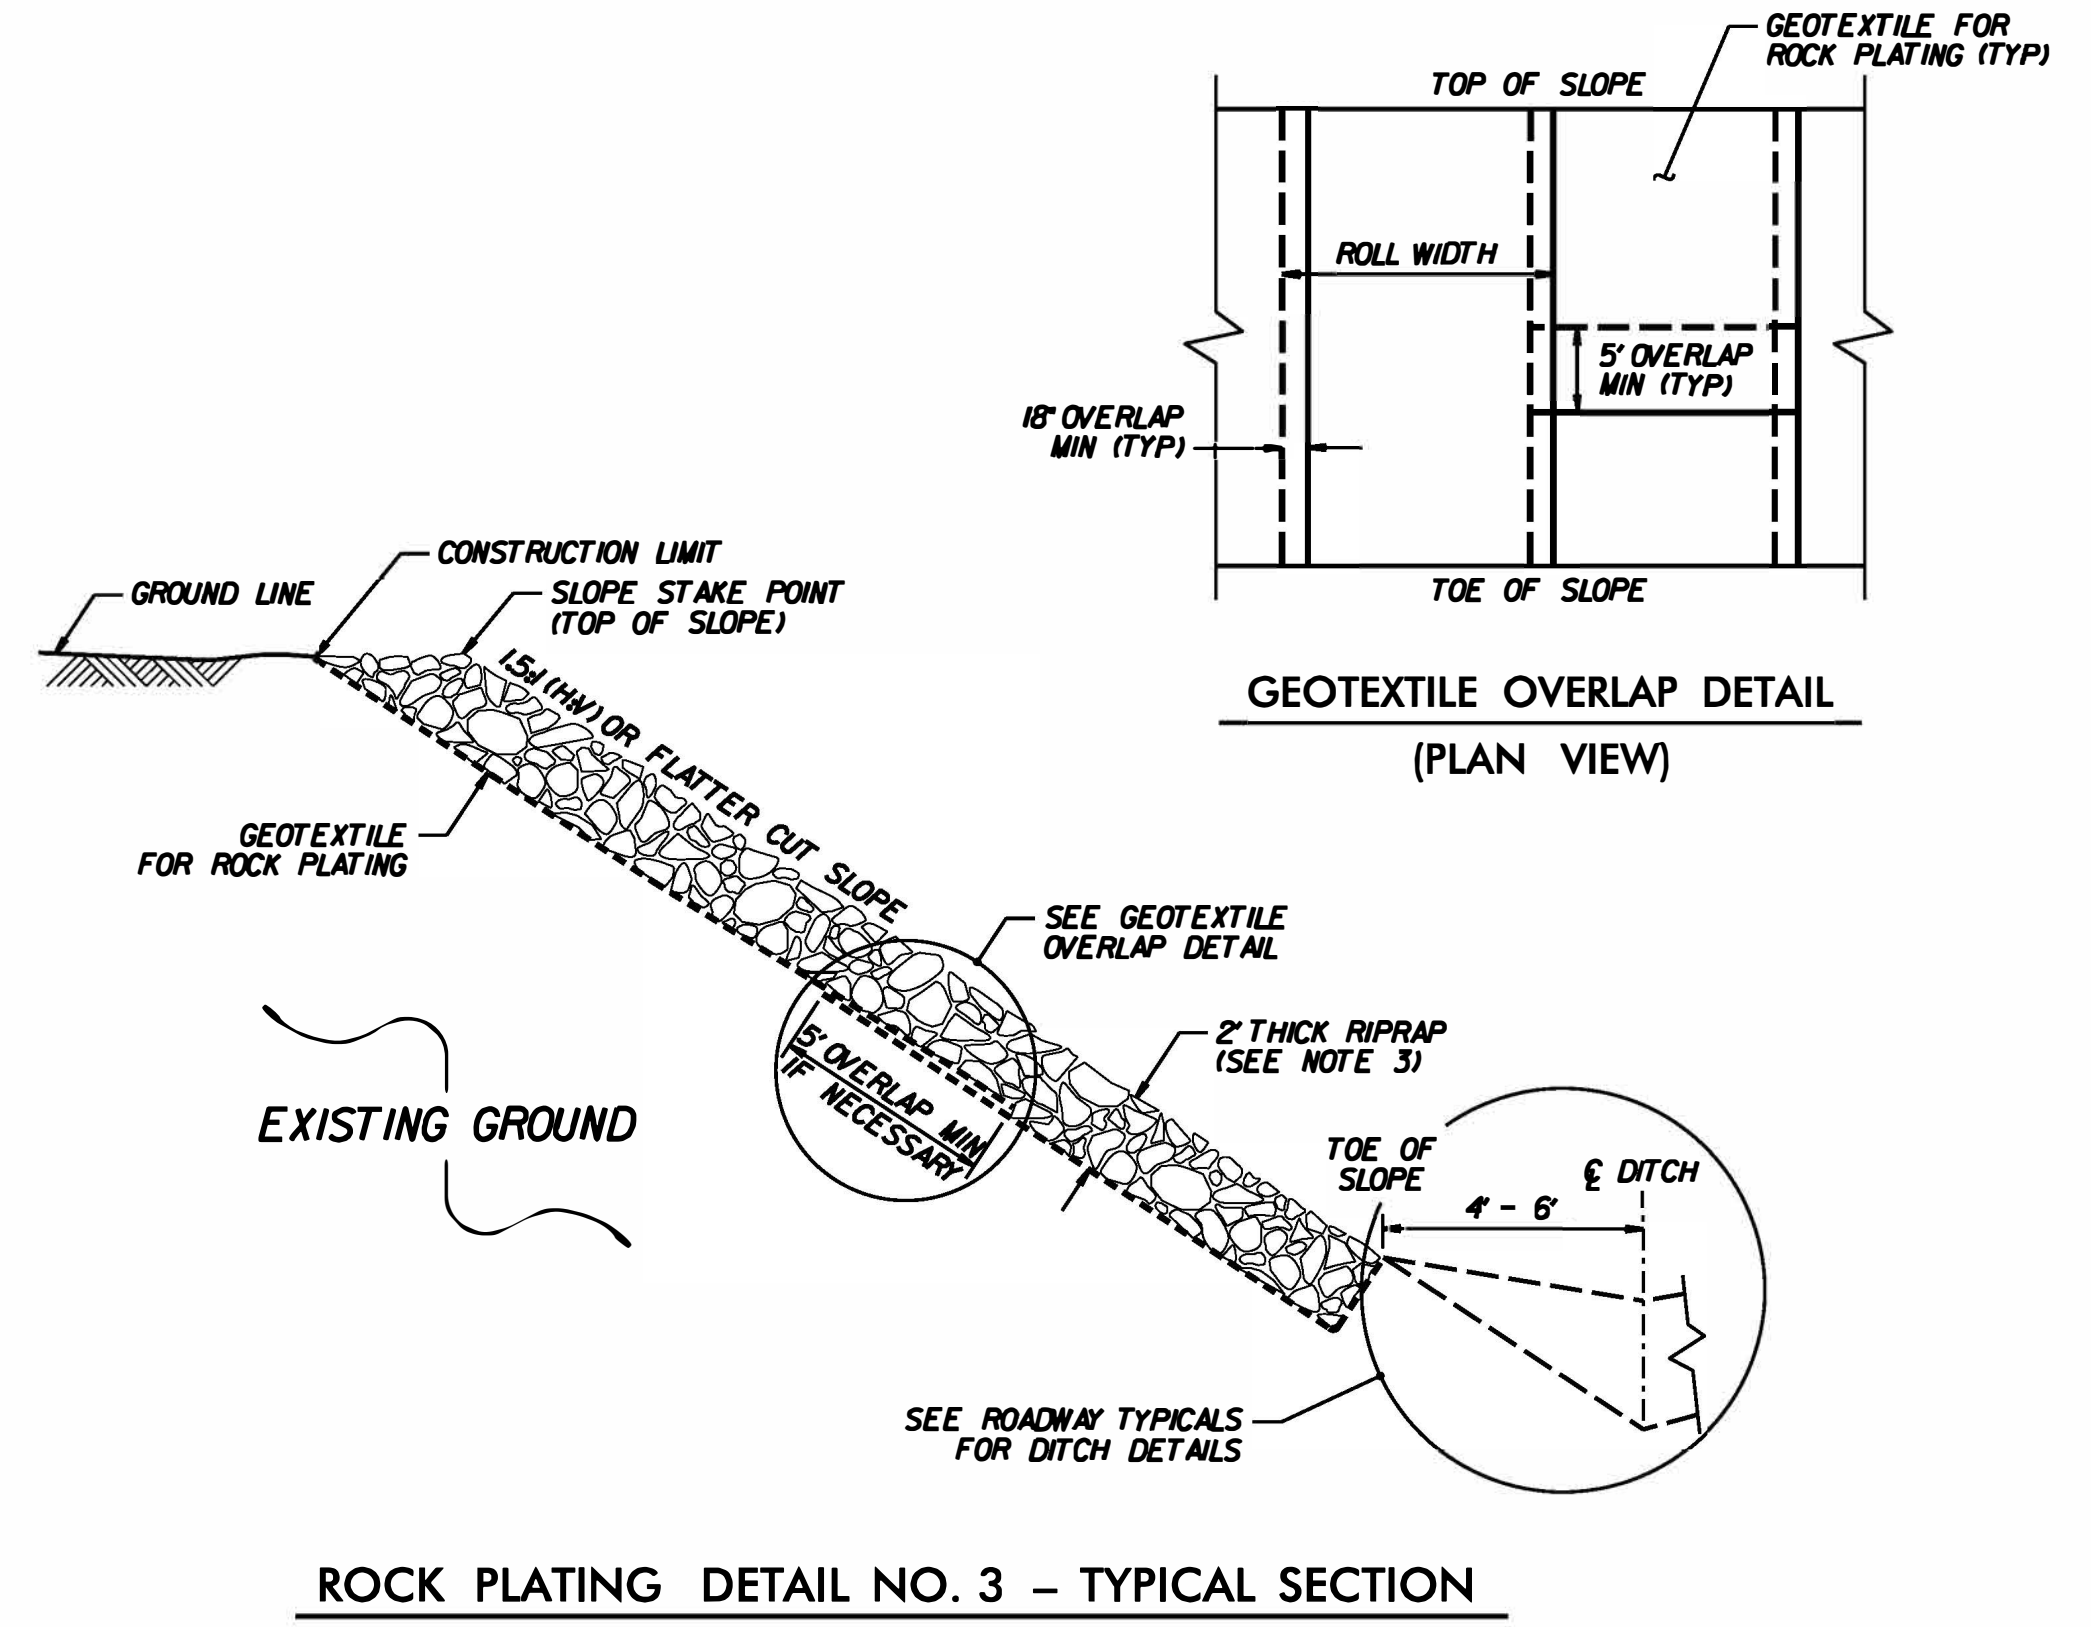 GEOTEXTILE FOR
ROCK PLATING (TYP)
TOP OF SLOPE
ROLL WIDTH
5' OVERLAP
MIN (TYP)
18" OVERLAP
MIN (TYP)
TOE OF SLOPE
GEOTEXTILE OVERLAP DETAIL
(PLAN VIEW)
CONSTRUCTION LIMIT
GROUND LINE
SLOPE STAKE POINT
(TOP OF SLOPE)
1.5:1 (H:V) OR FLATTER CUT SLOPE
GEOTEXTILE
FOR ROCK PLATING
SEE GEOTEXTILE
OVERLAP DETAIL
5' OVERLAP MIN
IF NECESSARY
2' THICK RIPRAP
(SEE NOTE 3)
EXISTING GROUND
TOE OF
SLOPE
℄ DITCH
4' - 6'
SEE ROADWAY TYPICALS
FOR DITCH DETAILS
ROCK PLATING DETAIL NO. 3 – TYPICAL SECTION